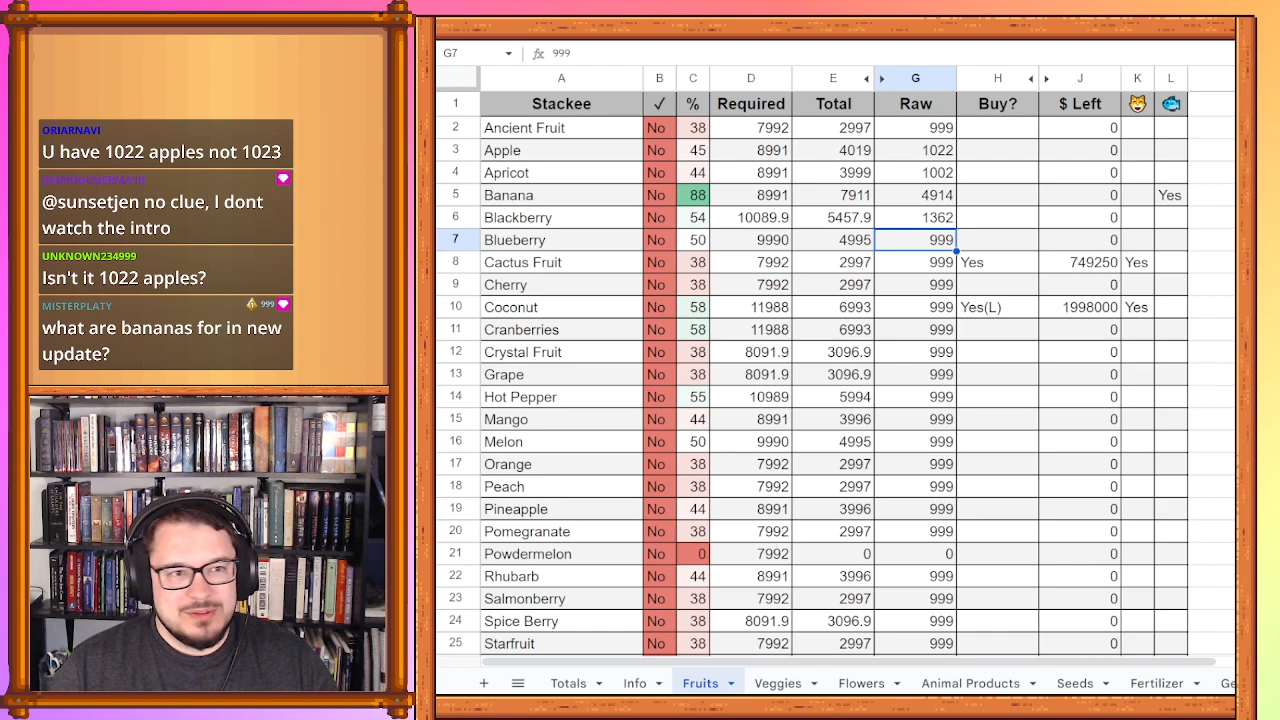 ORIARNAVI
U have 1022 apples not 1023
@sunsetjen no clue, I dont
watch the intro
UNKNOWN234999
Isn't it 1022 apples?
MISTERPLATY 999
what are bananas for in new
update?
G7 fx 999
A B C D E G H J K L
1 Stackee ✓ % Required Total Raw Buy? $ Left 😼 🐟
2 Ancient Fruit No 38 7992 2997 999 0
3 Apple No 45 8991 4019 1022 0
4 Apricot No 44 8991 3999 1002 0
5 Banana No 88 8991 7911 4914 0 Yes
6 Blackberry No 54 10089.9 5457.9 1362 0
7 Blueberry No 50 9990 4995 999 0
8 Cactus Fruit No 38 7992 2997 999 Yes 749250 Yes
9 Cherry No 38 7992 2997 999 0
10 Coconut No 58 11988 6993 999 Yes(L) 1998000 Yes
11 Cranberries No 58 11988 6993 999 0
12 Crystal Fruit No 38 8091.9 3096.9 999 0
13 Grape No 38 8091.9 3096.9 999 0
14 Hot Pepper No 55 10989 5994 999 0
15 Mango No 44 8991 3996 999 0
16 Melon No 50 9990 4995 999 0
17 Orange No 38 7992 2997 999 0
18 Peach No 38 7992 2997 999 0
19 Pineapple No 44 8991 3996 999 0
20 Pomegranate No 38 7992 2997 999 0
21 Powdermelon No 0 7992 0 0 0
22 Rhubarb No 44 8991 3996 999 0
23 Salmonberry No 38 7992 2997 999 0
24 Spice Berry No 38 8091.9 3096.9 999 0
25 Starfruit No 38 7992 2997 999 0
+ Totals Info Fruits Veggies Flowers Animal Products Seeds Fertilizer Ge